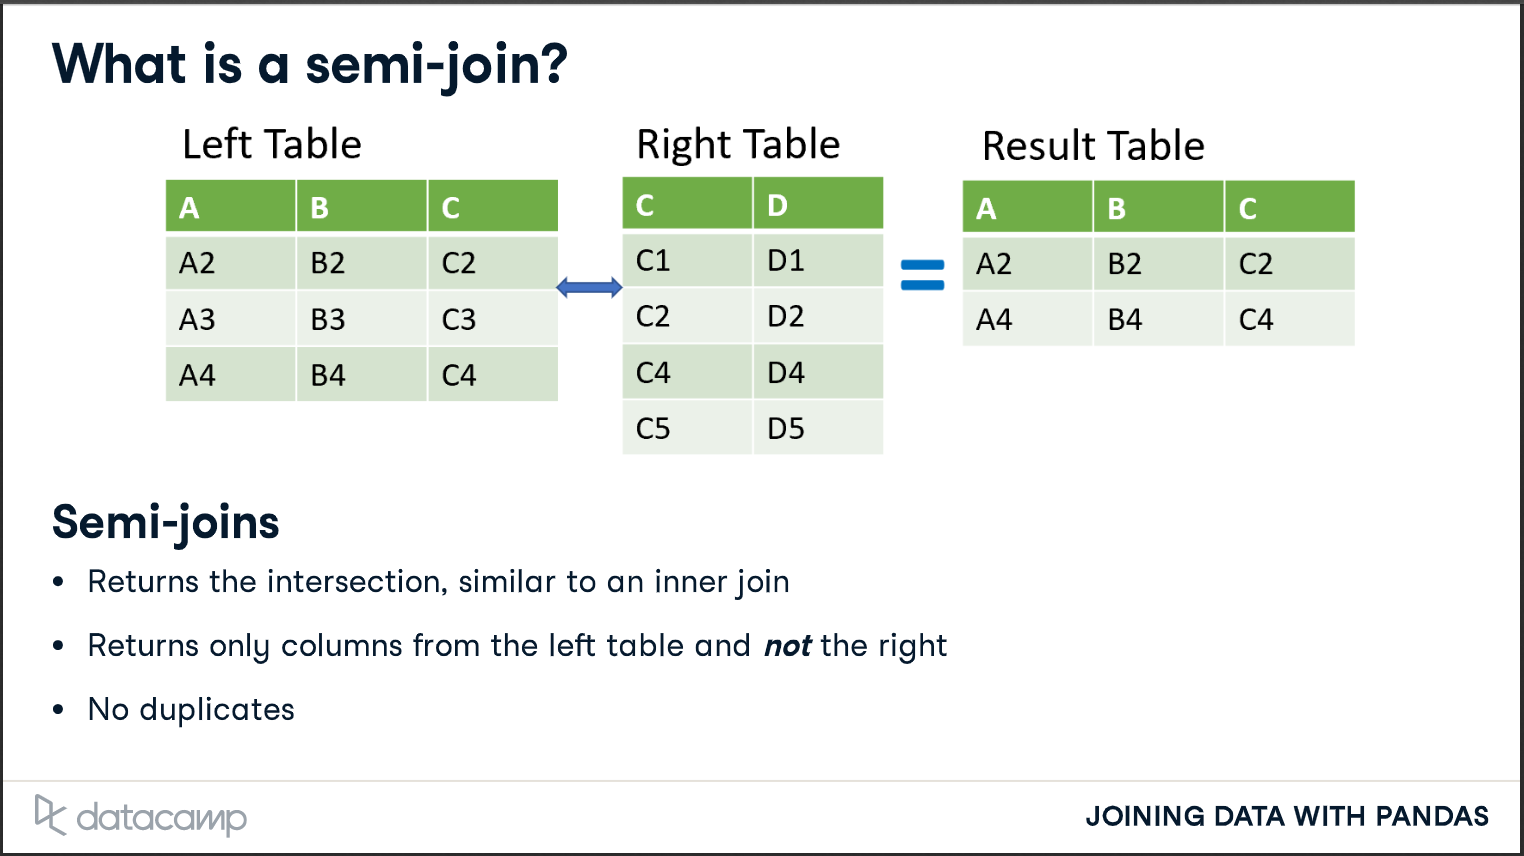 What is a semi-join?
Left Table
A B C
A2 B2 C2
A3 B3 C3
A4 B4 C4
Right Table
C D
C1 D1
C2 D2
C4 D4
C5 D5
Result Table
A B C
A2 B2 C2
A4 B4 C4
Semi-joins
• Returns the intersection, similar to an inner join
• Returns only columns from the left table and not the right
• No duplicates
datacamp
JOINING DATA WITH PANDAS